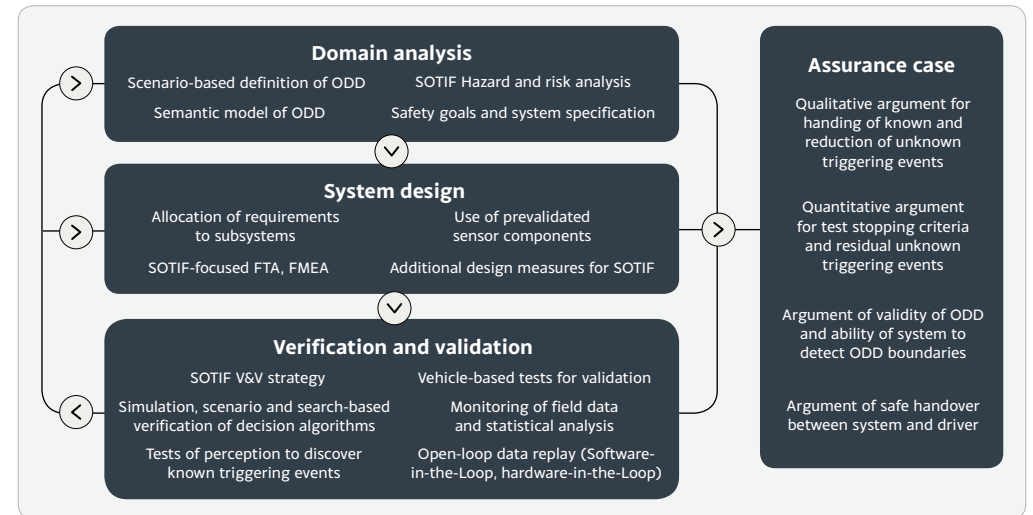 Domain analysis
Scenario-based definition of ODD
SOTIF Hazard and risk analysis
Semantic model of ODD
Safety goals and system specification
System design
Allocation of requirements
to subsystems
Use of prevalidated
sensor components
SOTIF-focused FTA, FMEA
Additional design measures for SOTIF
Verification and validation
SOTIF V&V strategy
Vehicle-based tests for validation
Simulation, scenario and search-based
verification of decision algorithms
Monitoring of field data
and statistical analysis
Tests of perception to discover
known triggering events
Open-loop data replay (Software-
in-the-Loop, hardware-in-the-Loop)
Assurance case
Qualitative argument for
handing of known and
reduction of unknown
triggering events
Quantitative argument
for test stopping criteria
and residual unknown
triggering events
Argument of validity of ODD
and ability of system to
detect ODD boundaries
Argument of safe handover
between system and driver